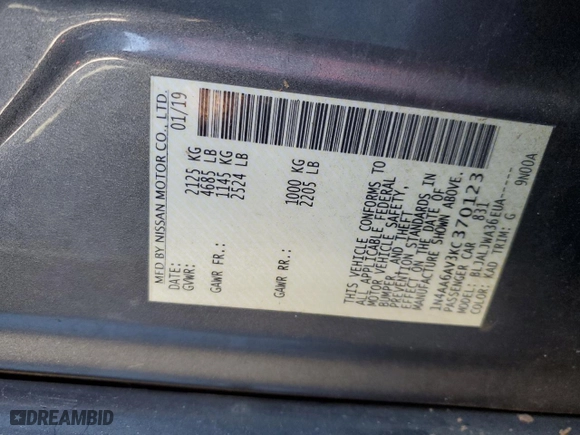 MFD BY NISSAN MOTOR CO., LTD.
DATE: 01/19
GVWR: 2125 KG
4685 LB
GAWR FR.: 1145 KG
2524 LB
GAWR RR.: 1000 KG
2205 LB
THIS VEHICLE CONFORMS TO
ALL APPLICABLE FEDERAL
MOTOR VEHICLE SAFETY,
BUMPER, AND THEFT
PREVENTION STANDARDS IN
EFFECT ON THE DATE OF
MANUFACTURE SHOWN ABOVE.
1N4AA6AV3KC370123
PASSENGER CAR 831
MODEL: BLJALJWA36EUA------
COLOR: KAD TRIM: G
9N00A
DREAMBID